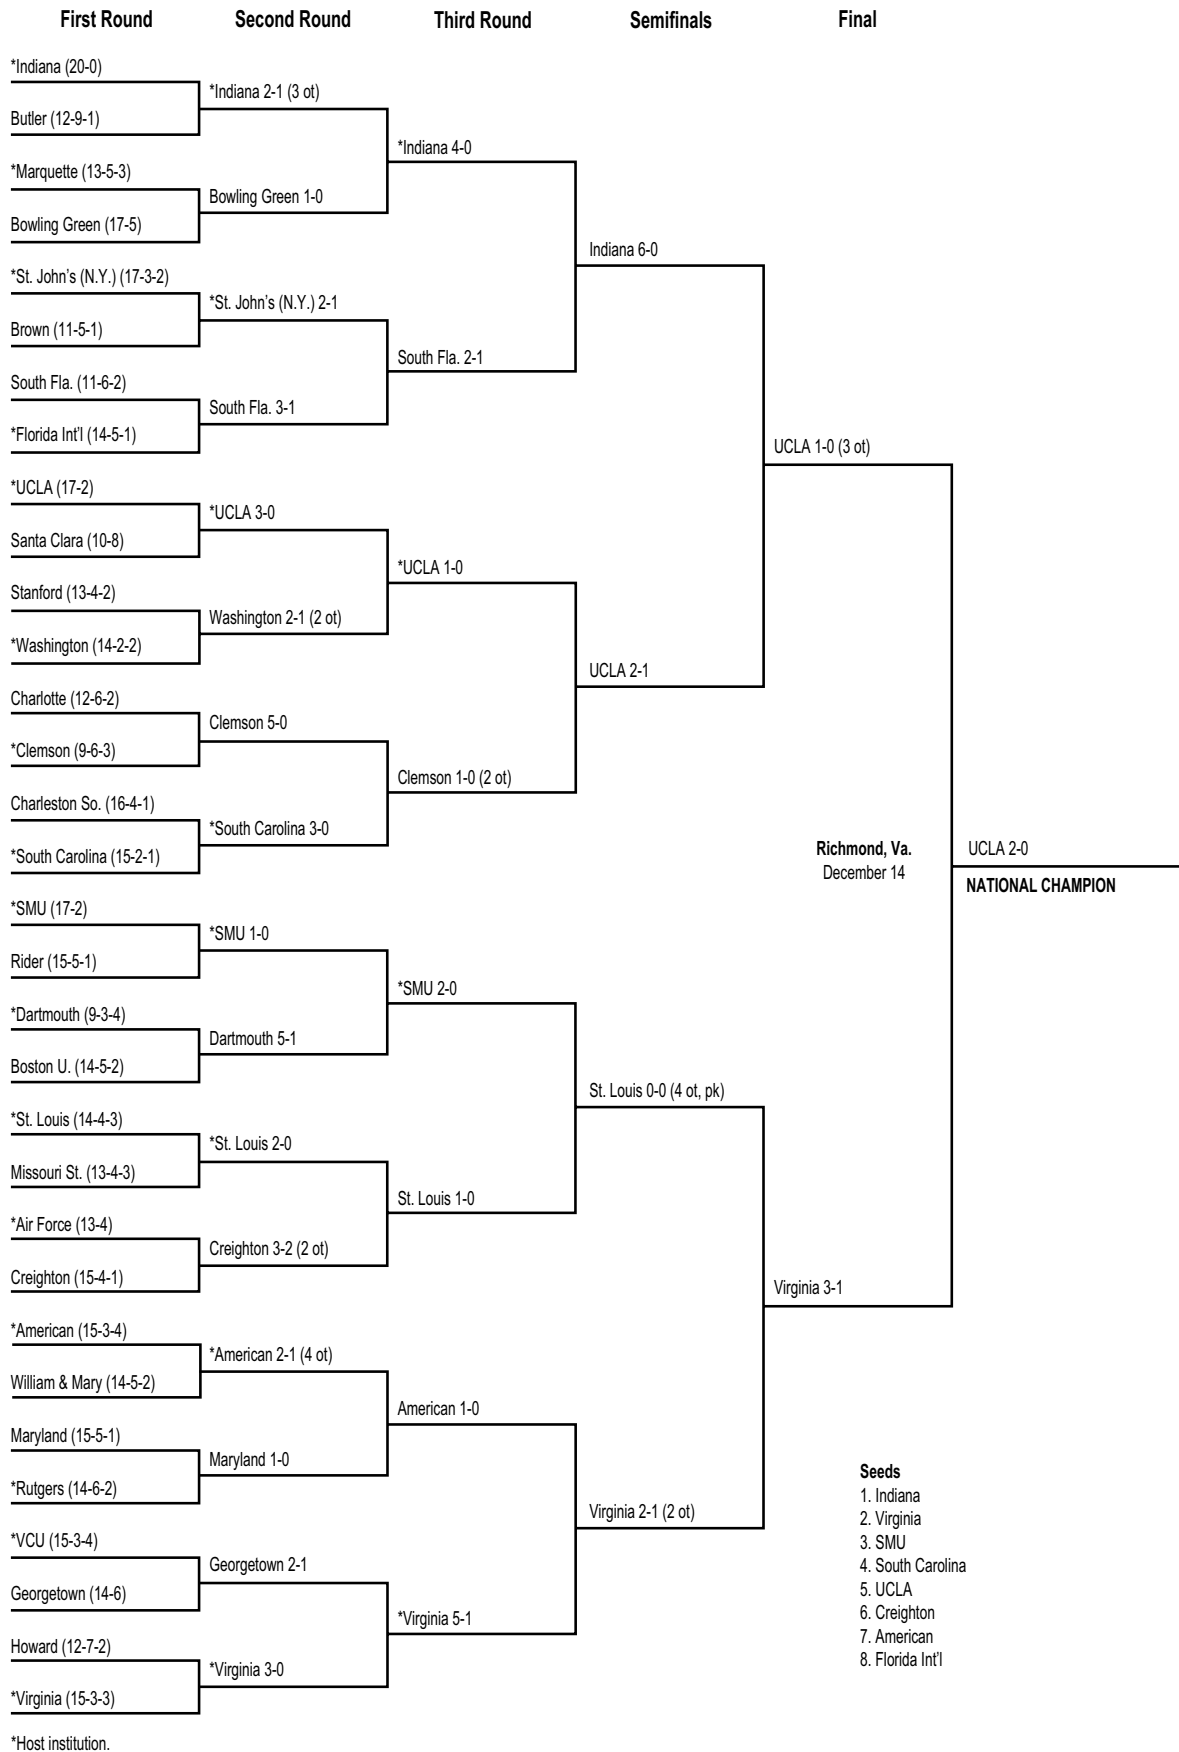 First Round
Second Round
Third Round
Semifinals
Final
*Indiana (20-0)
Butler (12-9-1)
*Marquette (13-5-3)
Bowling Green (17-5)
*St. John's (N.Y.) (17-3-2)
Brown (11-5-1)
South Fla. (11-6-2)
*Florida Int'l (14-5-1)
*UCLA (17-2)
Santa Clara (10-8)
Stanford (13-4-2)
*Washington (14-2-2)
Charlotte (12-6-2)
*Clemson (9-6-3)
Charleston So. (16-4-1)
*South Carolina (15-2-1)
*SMU (17-2)
Rider (15-5-1)
*Dartmouth (9-3-4)
Boston U. (14-5-2)
*St. Louis (14-4-3)
Missouri St. (13-4-3)
*Air Force (13-4)
Creighton (15-4-1)
*American (15-3-4)
William & Mary (14-5-2)
Maryland (15-5-1)
*Rutgers (14-6-2)
*VCU (15-3-4)
Georgetown (14-6)
Howard (12-7-2)
*Virginia (15-3-3)
*Indiana 2-1 (3 ot)
Bowling Green 1-0
*St. John's (N.Y.) 2-1
South Fla. 3-1
*UCLA 3-0
Washington 2-1 (2 ot)
Clemson 5-0
*South Carolina 3-0
*SMU 1-0
Dartmouth 5-1
*St. Louis 2-0
Creighton 3-2 (2 ot)
*American 2-1 (4 ot)
Maryland 1-0
Georgetown 2-1
*Virginia 3-0
*Indiana 4-0
South Fla. 2-1
*UCLA 1-0
Clemson 1-0 (2 ot)
*SMU 2-0
St. Louis 1-0
American 1-0
*Virginia 5-1
Indiana 6-0
UCLA 2-1
St. Louis 0-0 (4 ot, pk)
Virginia 2-1 (2 ot)
UCLA 1-0 (3 ot)
Virginia 3-1
Richmond, Va.
December 14
UCLA 2-0
NATIONAL CHAMPION
Seeds
1. Indiana
2. Virginia
3. SMU
4. South Carolina
5. UCLA
6. Creighton
7. American
8. Florida Int'l
*Host institution.